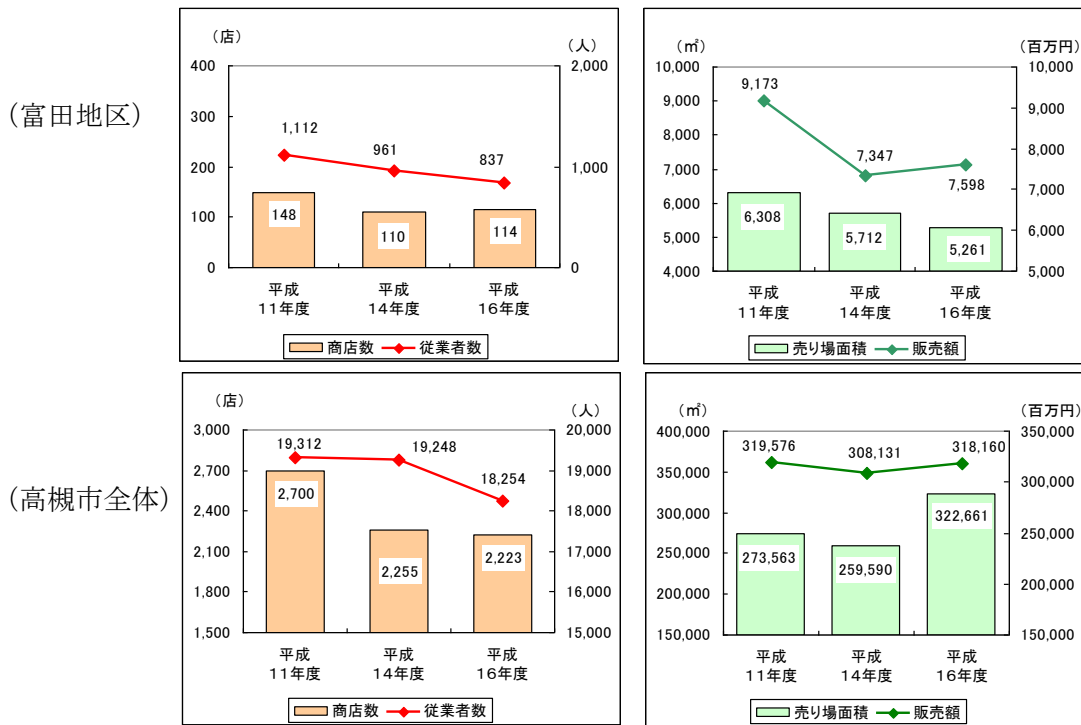 （富田地区）
（店）
（人）
400
300
200
100
0
2,000
1,000
0
1,112
961
837
148
110
114
平成
11年度
平成
14年度
平成
16年度
商店数
従業者数
（㎡）
（百万円）
10,000
9,000
8,000
7,000
6,000
5,000
4,000
10,000
9,000
8,000
7,000
6,000
5,000
9,173
7,347
7,598
6,308
5,712
5,261
平成
11年度
平成
14年度
平成
16年度
売り場面積
販売額
（高槻市全体）
（店）
（人）
3,000
2,700
2,400
2,100
1,800
1,500
20,000
19,000
18,000
17,000
16,000
15,000
19,312
19,248
18,254
2,700
2,255
2,223
平成
11年度
平成
14年度
平成
16年度
商店数
従業者数
（㎡）
（百万円）
400,000
350,000
300,000
250,000
200,000
150,000
350,000
300,000
250,000
200,000
150,000
319,576
308,131
318,160
273,563
259,590
322,661
平成
11年度
平成
14年度
平成
16年度
売り場面積
販売額